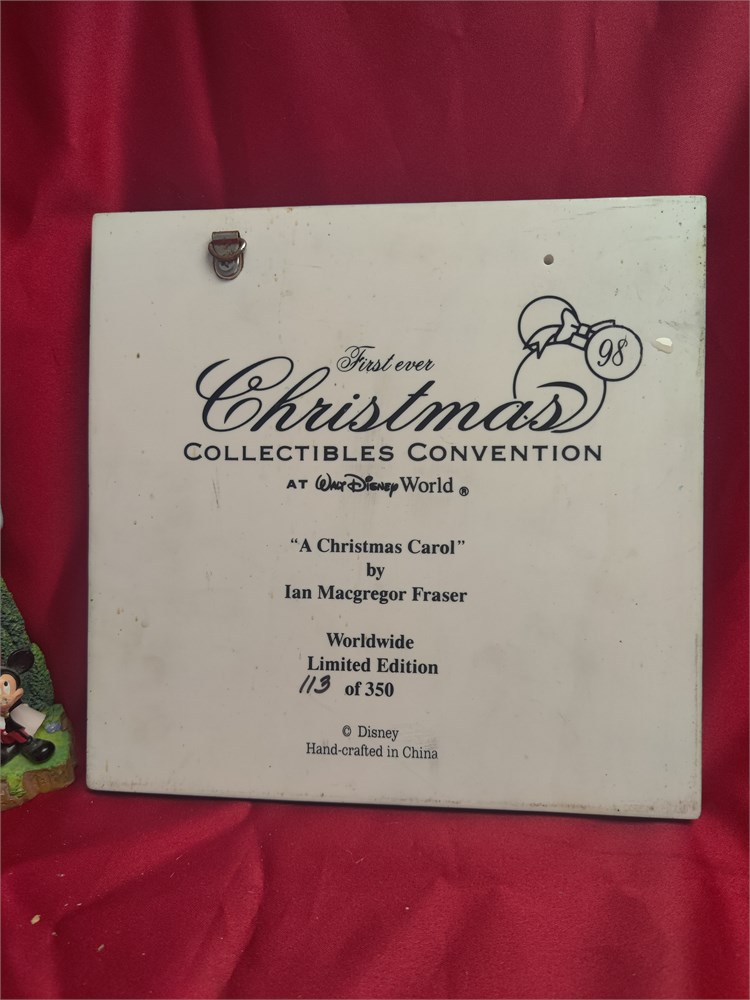 First ever
98
Christmas
COLLECTIBLES CONVENTION
AT WALT DISNEY World ®
"A Christmas Carol"
by
Ian Macgregor Fraser
Worldwide
Limited Edition
113 of 350
© Disney
Hand-crafted in China